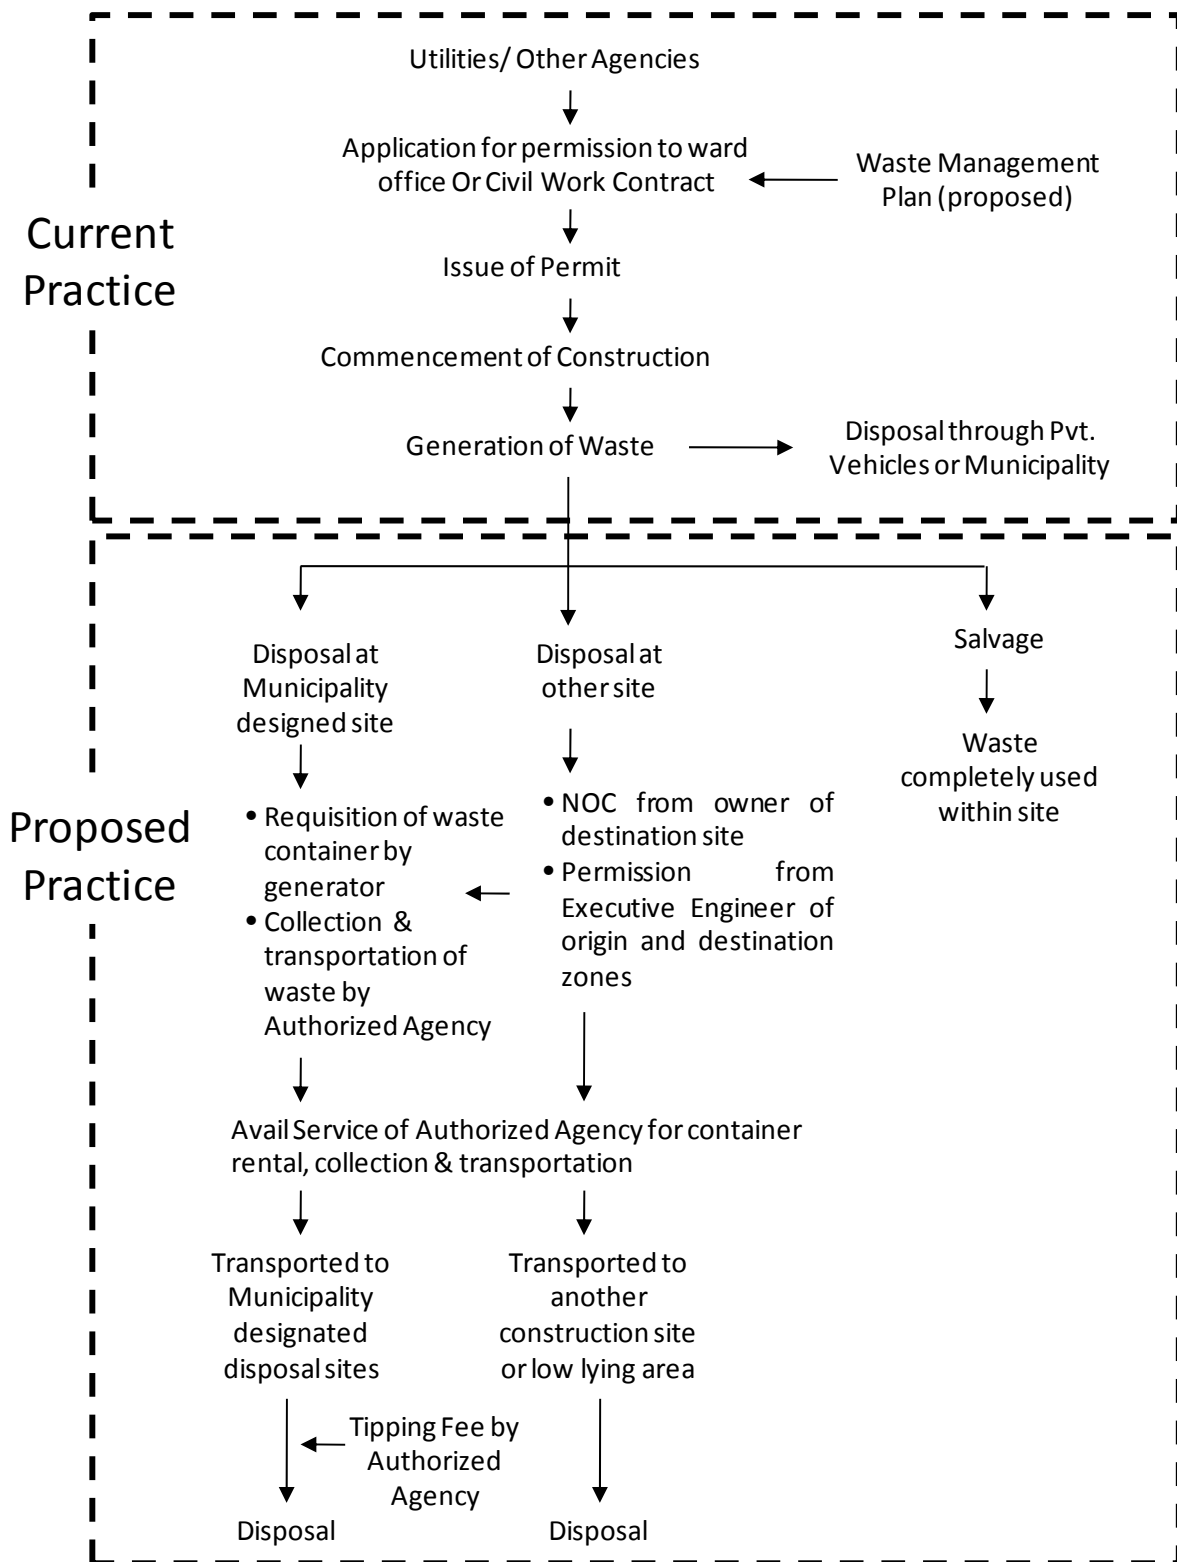 Utilities/ Other Agencies
Application for permission to ward
office Or Civil Work Contract
Waste Management
Plan (proposed)
Current
Practice
Issue of Permit
Commencement of Construction
Generation of Waste
Disposal through Pvt.
Vehicles or Municipality
Disposal at
Municipality
designed site
Disposal at
other site
Salvage
Waste
completely used
within site
Proposed
Practice
• Requisition of waste
container by
generator
• Collection &
transportation of
waste by
Authorized Agency
• NOC from owner of
destination site
• Permission from
Executive Engineer of
origin and destination
zones
Avail Service of Authorized Agency for container
rental, collection & transportation
Transported to
Municipality
designated
disposal sites
Transported to
another
construction site
or low lying area
Tipping Fee by
Authorized
Agency
Disposal
Disposal